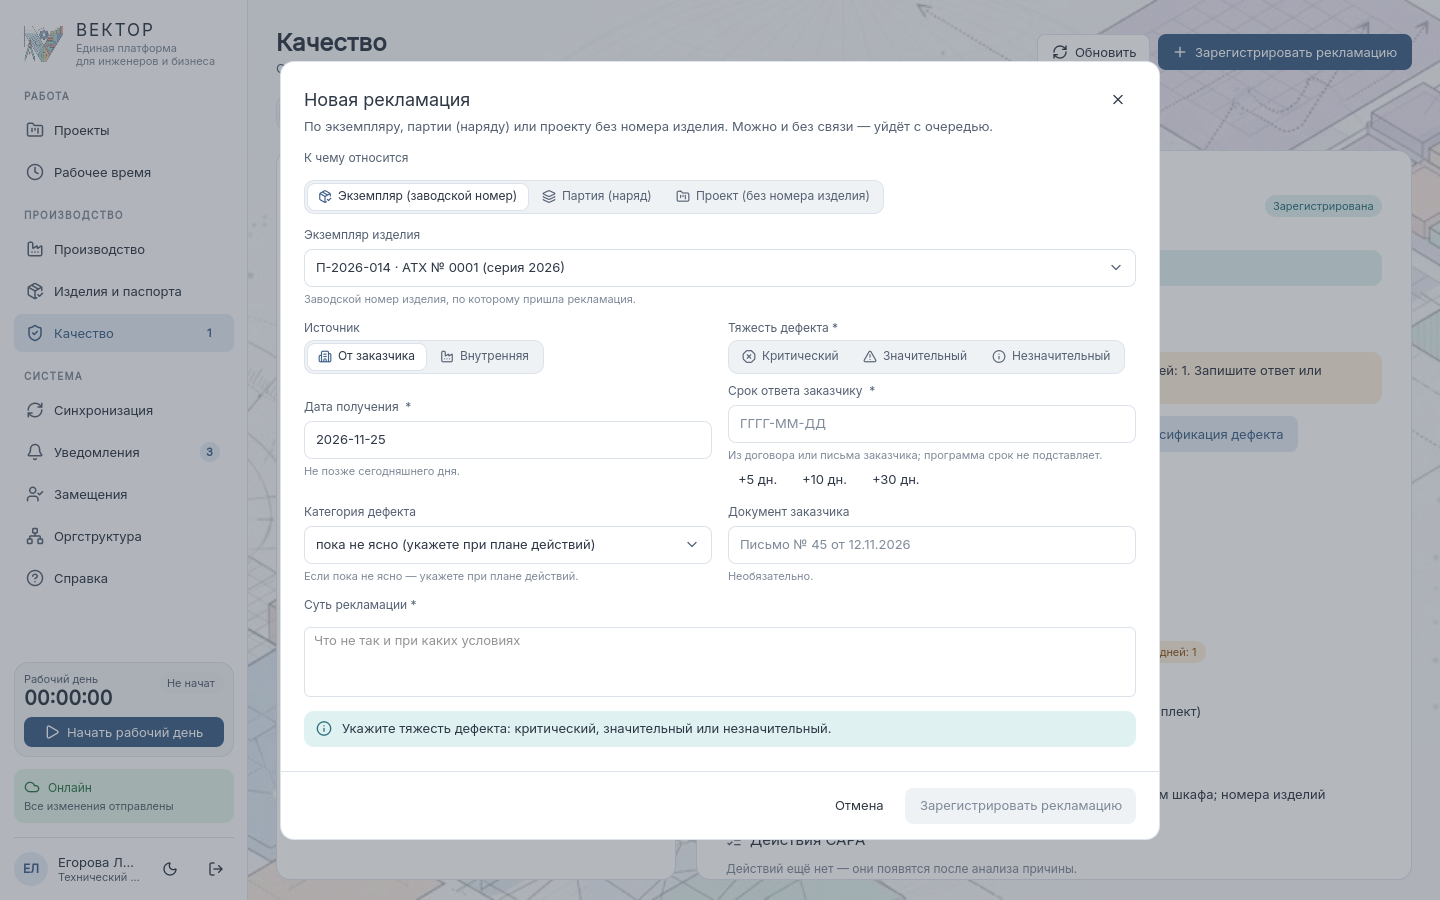 ВЕКТОР
Единая платформа
для инженеров и бизнеса
РАБОТА
Проекты
Рабочее время
ПРОИЗВОДСТВО
Производство
Изделия и паспорта
Качество 1
СИСТЕМА
Синхронизация
Уведомления 3
Замещения
Оргструктура
Справка
Рабочий день
Не начат
00:00:00
Начать рабочий день
Онлайн
Все изменения отправлены
ЕЛ
Егорова Л...
Технический ...
Качество
Обновить
Зарегистрировать рекламацию
Новая рекламация
По экземпляру, партии (наряду) или проекту без номера изделия. Можно и без связи — уйдёт с очередью.
К чему относится
Экземпляр (заводской номер) Партия (наряд) Проект (без номера изделия)
Экземпляр изделия
П-2026-014 · АТХ № 0001 (серия 2026)
Заводской номер изделия, по которому пришла рекламация.
Источник
От заказчика Внутренняя
Тяжесть дефекта *
Критический Значительный Незначительный
Дата получения *
2026-11-25
Не позже сегодняшнего дня.
Срок ответа заказчику *
ГГГГ-ММ-ДД
Из договора или письма заказчика; программа срок не подставляет.
+5 дн. +10 дн. +30 дн.
Категория дефекта
пока не ясно (укажете при плане действий)
Если пока не ясно — укажете при плане действий.
Документ заказчика
Письмо № 45 от 12.11.2026
Необязательно.
Суть рекламации *
Что не так и при каких условиях
Укажите тяжесть дефекта: критический, значительный или незначительный.
Отмена
Зарегистрировать рекламацию
Зарегистрирована
ей: 1. Запишите ответ или
сификация дефекта
дней: 1
плект)
м шкафа; номера изделий
Действия CAPA
Действий ещё нет — они появятся после анализа причины.